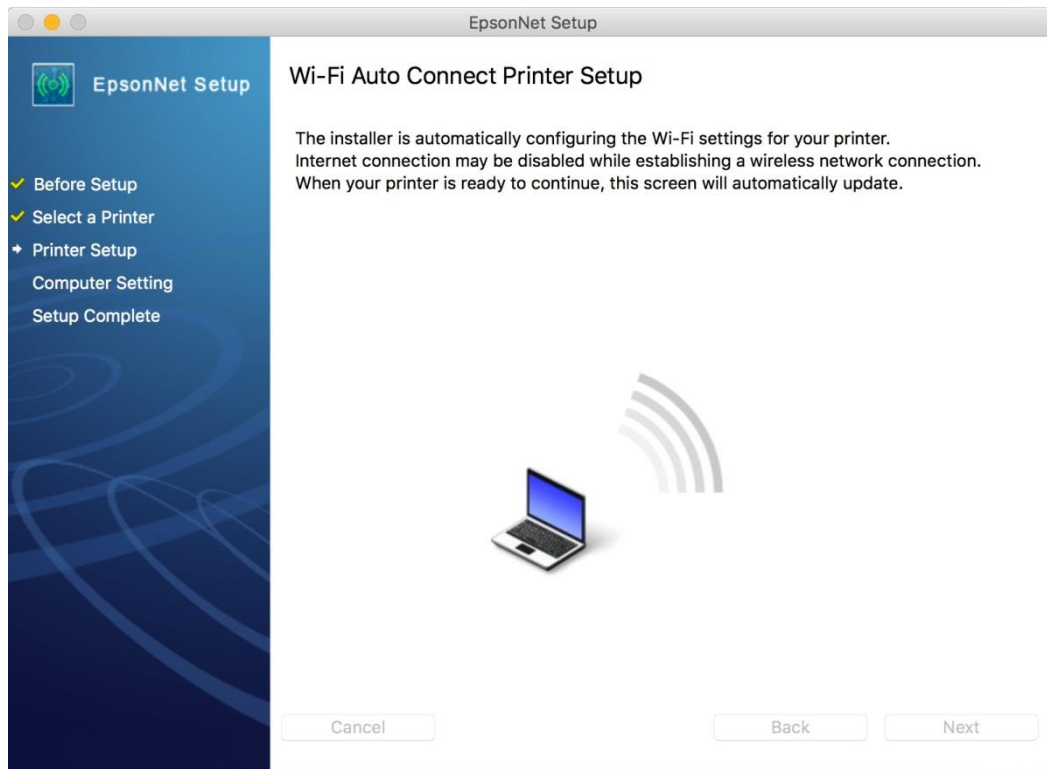 EpsonNet Setup
EpsonNet Setup
Before Setup
Select a Printer
Printer Setup
Computer Setting
Setup Complete
Wi-Fi Auto Connect Printer Setup
The installer is automatically configuring the Wi-Fi settings for your printer.
Internet connection may be disabled while establishing a wireless network connection.
When your printer is ready to continue, this screen will automatically update.
Cancel
Back
Next